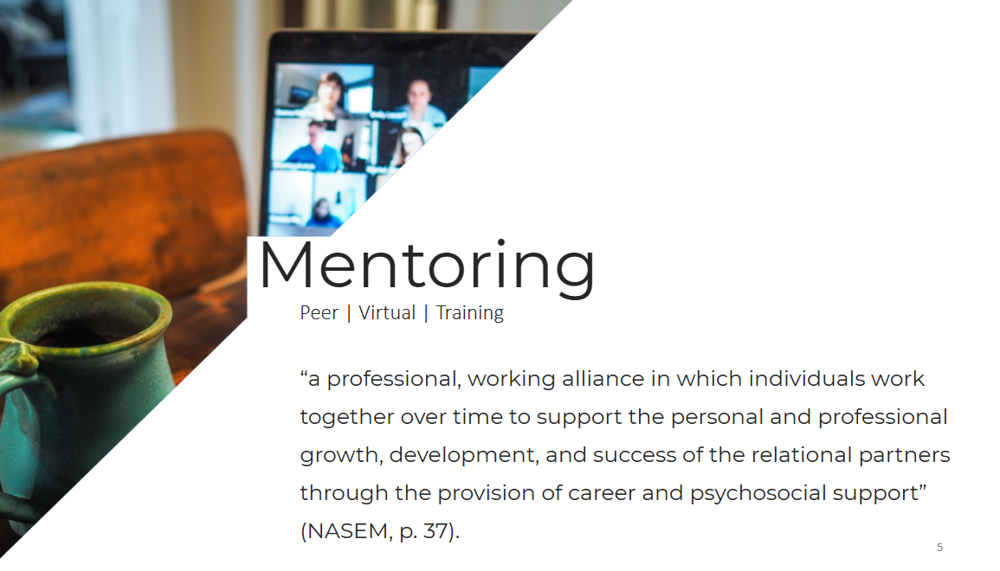 Mentoring
Peer | Virtual | Training
“a professional, working alliance in which individuals work
together over time to support the personal and professional
growth, development, and success of the relational partners
through the provision of career and psychosocial support”
(NASEM, p. 37).
5